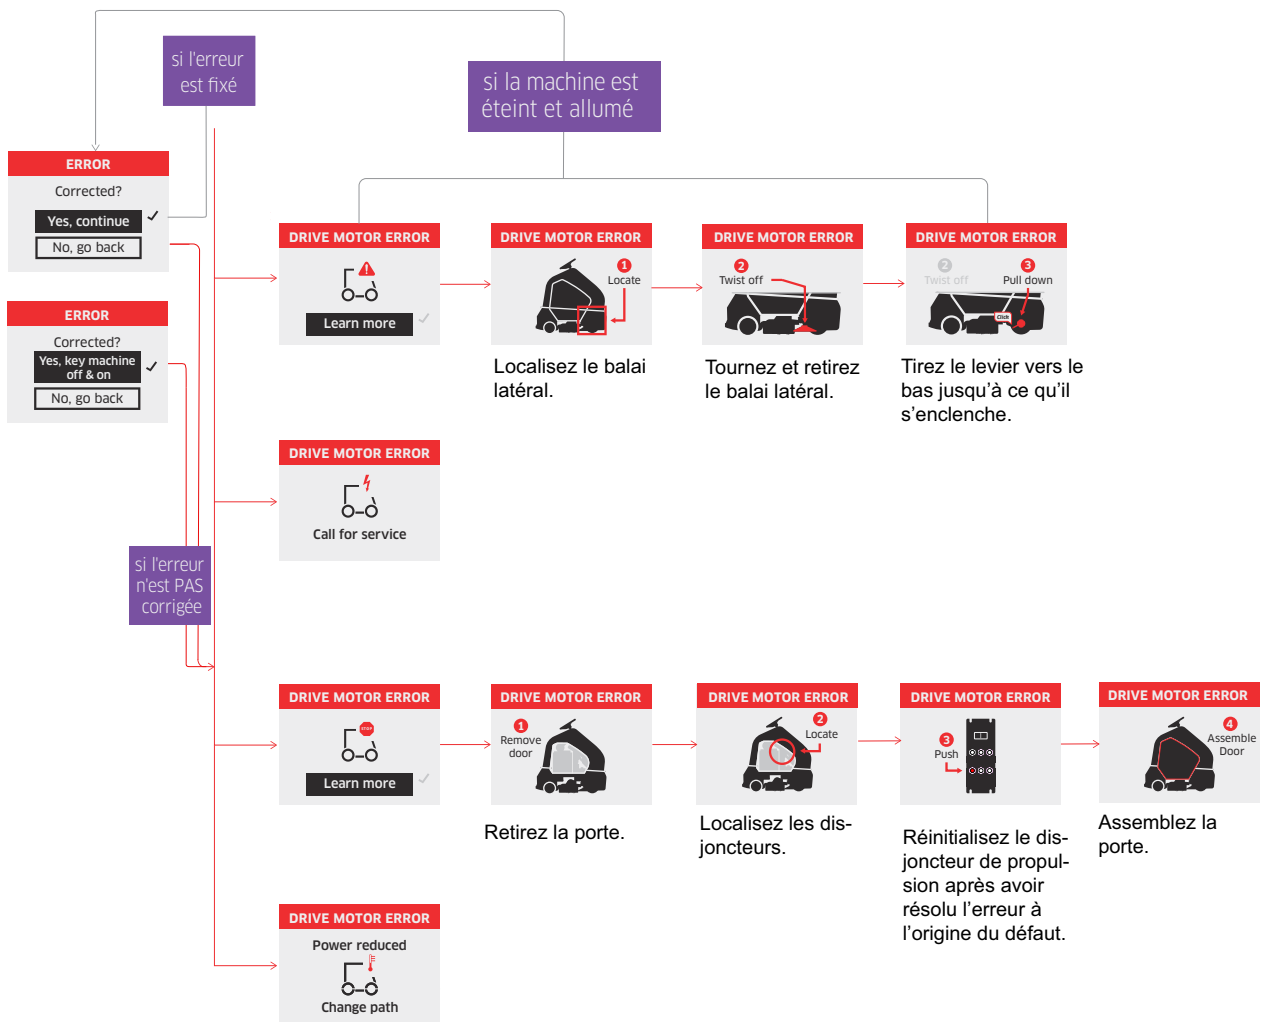 si l'erreur
est fixé
si la machine est
éteint et allumé
ERROR
Corrected?
Yes, continue
No, go back
ERROR
Corrected?
Yes, key machine
off & on
No, go back
DRIVE MOTOR ERROR
Learn more
DRIVE MOTOR ERROR
1
Locate
Localisez le balai
latéral.
DRIVE MOTOR ERROR
2
Twist off
Tournez et retirez
le balai latéral.
DRIVE MOTOR ERROR
2
Twist off
3
Pull down
Click
Tirez le levier vers le
bas jusqu’à ce qu’il
s’enclenche.
DRIVE MOTOR ERROR
Call for service
si l'erreur
n'est PAS
corrigée
DRIVE MOTOR ERROR
STOP
Learn more
DRIVE MOTOR ERROR
1
Remove
door
Retirez la porte.
DRIVE MOTOR ERROR
2
Locate
Localisez les dis-
joncteurs.
DRIVE MOTOR ERROR
3
Push
Réinitialisez le dis-
joncteur de propul-
sion après avoir
résolu l’erreur à
l’origine du défaut.
DRIVE MOTOR ERROR
4
Assemble
Door
Assemblez la
porte.
DRIVE MOTOR ERROR
Power reduced
Change path